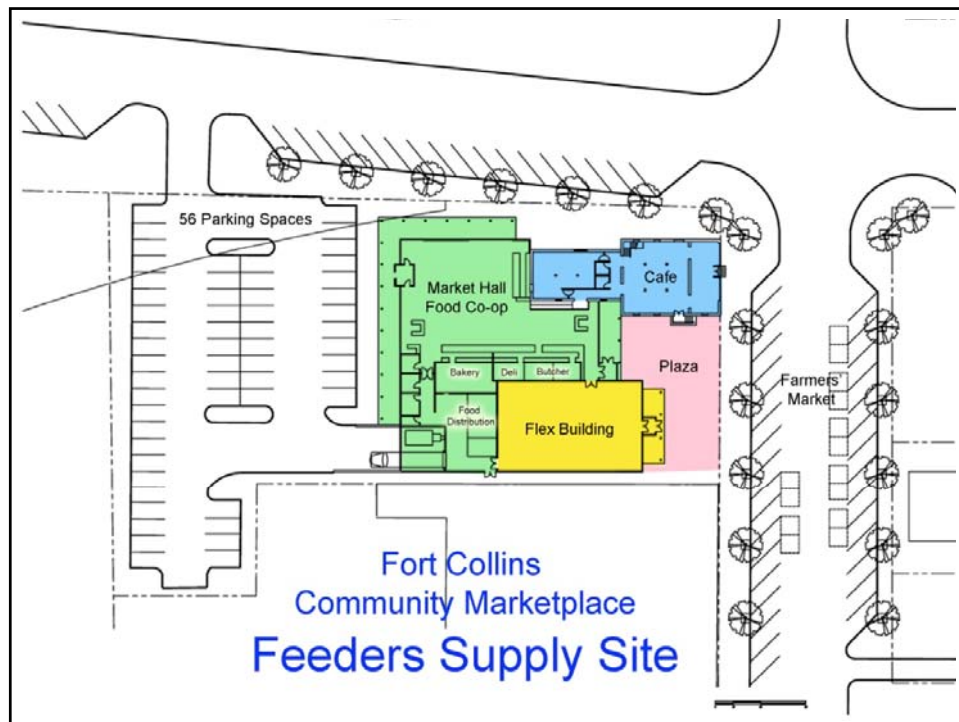 56 Parking Spaces
Market Hall
Food Co-op
Cafe
Bakery
Deli
Butcher
Plaza
Farmers'
Market
Food
Distribution
Flex Building
Fort Collins
Community Marketplace
Feeders Supply Site